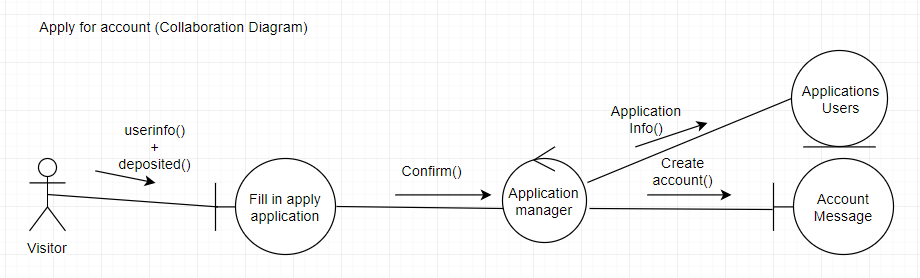 Apply for account (Collaboration Diagram)
userinfo()
+
deposited()
Visitor
Fill in apply
application
Confirm()
Application
manager
Application
Info()
Create
account()
Applications
Users
Account
Message